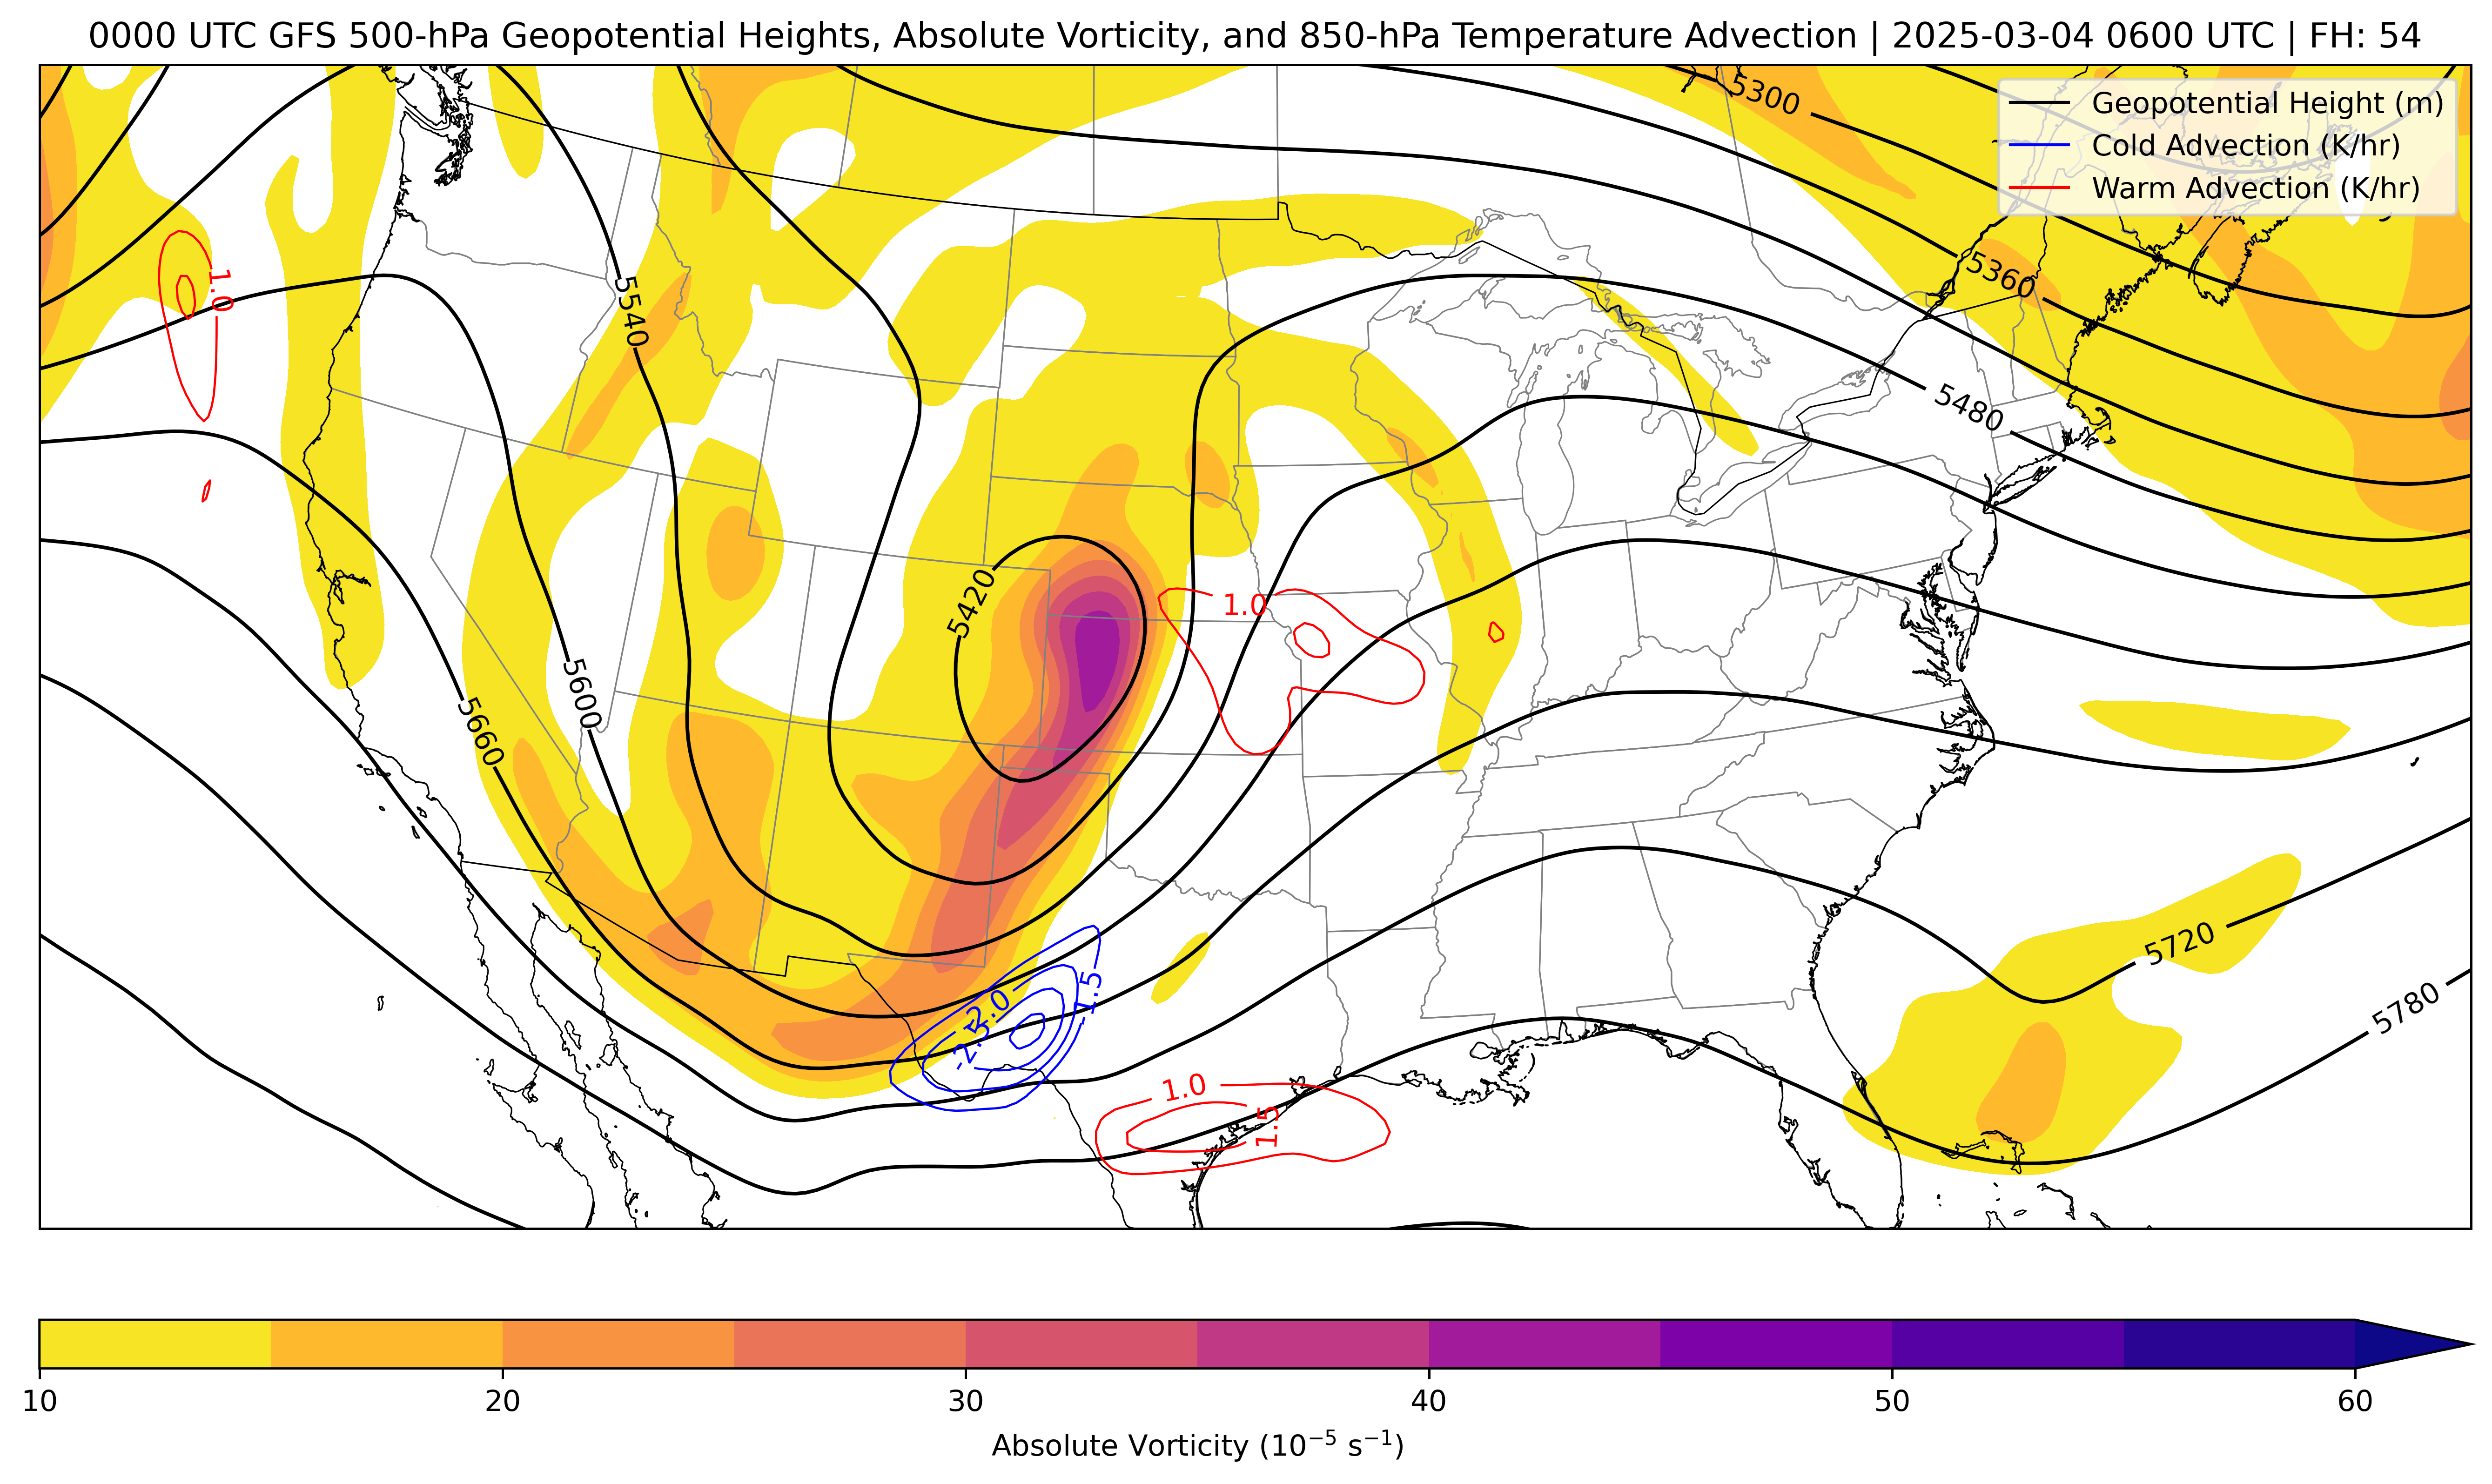 0000 UTC GFS 500-hPa Geopotential Heights, Absolute Vorticity, and 850-hPa Temperature Advection | 2025-03-04 0600 UTC | FH: 54
Geopotential Height (m)
Cold Advection (K/hr)
Warm Advection (K/hr)
5300
5360
1.0
5540
5480
5420
1.0
5600
5660
5720
-1.5
-2.0
-2.5
5780
1.0
1.5
10 20 30 40 50 60
Absolute Vorticity (10⁻⁵ s⁻¹)